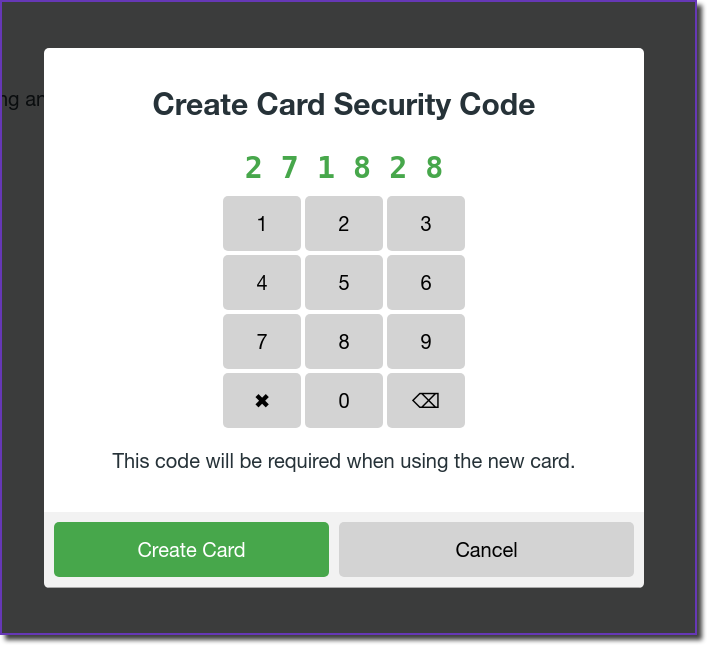 ng an
Create Card Security Code
2 7 1 8 2 8
1 2 3
4 5 6
7 8 9
✖ 0 ⌫
This code will be required when using the new card.
Create Card Cancel